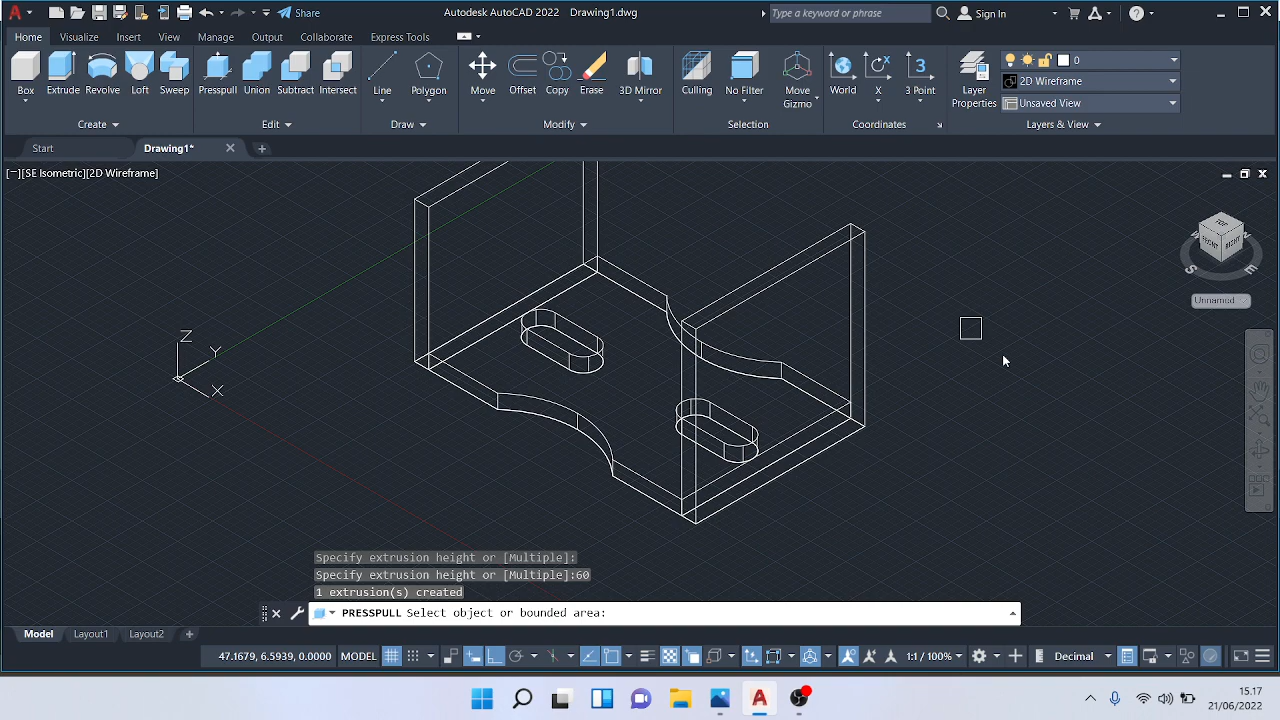 Share
Autodesk AutoCAD 2022 Drawing1.dwg
Type a keyword or phrase
Sign In
Home Visualize Insert View Manage Output Collaborate Express Tools
Box Extrude Revolve Loft Sweep Presspull Union Subtract Intersect Line Polygon Move Offset Copy Erase 3D Mirror Culling No Filter Move Gizmo World X 3 Point Layer Properties
0
2D Wireframe
Unsaved View
Create Edit Draw Modify Selection Coordinates Layers & View
Start Drawing1*
[−][SE Isometric][2D Wireframe]
TOP
FRONT RIGHT
S E
Unnamed
Z
Y
X
Specify extrusion height or [Multiple]:
Specify extrusion height or [Multiple]:60
1 extrusion(s) created
PRESSPULL Select object or bounded area:
Model Layout1 Layout2
47.1679, 6.5939, 0.0000 MODEL 1:1 / 100% Decimal
15.17
21/06/2022